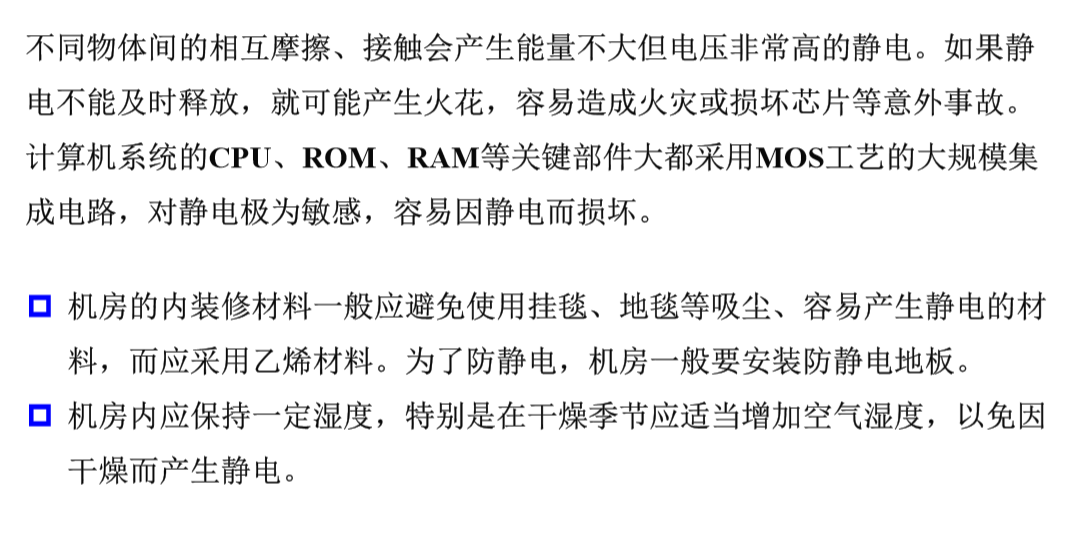 不同物体间的相互摩擦、接触会产生能量不大但电压非常高的静电。如果静
电不能及时释放，就可能产生火花，容易造成火灾或损坏芯片等意外事故。
计算机系统的CPU、ROM、RAM等关键部件大都采用MOS工艺的大规模集
成电路，对静电极为敏感，容易因静电而损坏。
机房的内装修材料一般应避免使用挂毯、地毯等吸尘、容易产生静电的材
料，而应采用乙烯材料。为了防静电，机房一般要安装防静电地板。
机房内应保持一定湿度，特别是在干燥季节应适当增加空气湿度，以免因
干燥而产生静电。